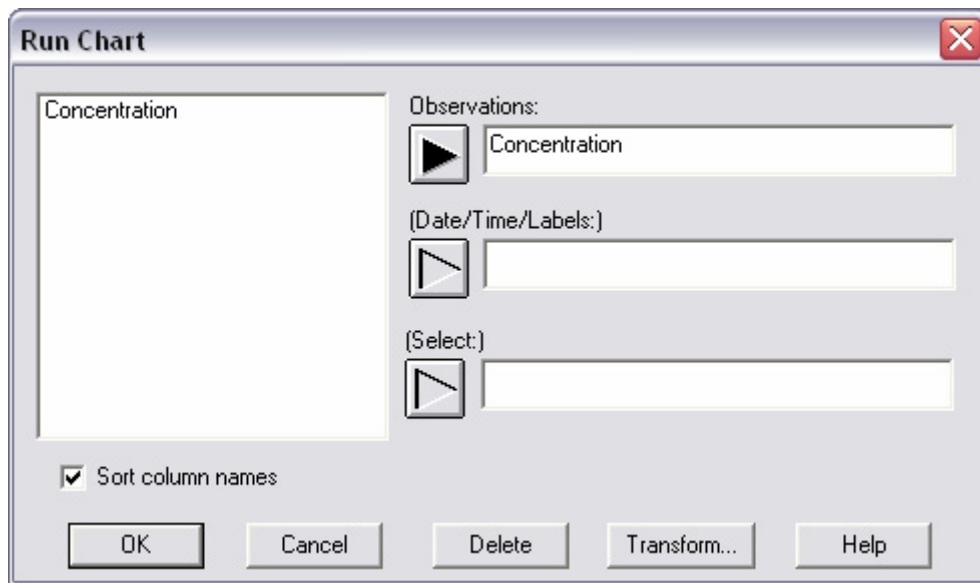 Run Chart
Concentration
Observations:
Concentration
(Date/Time/Labels:)
(Select:)
Sort column names
OK Cancel Delete Transform... Help